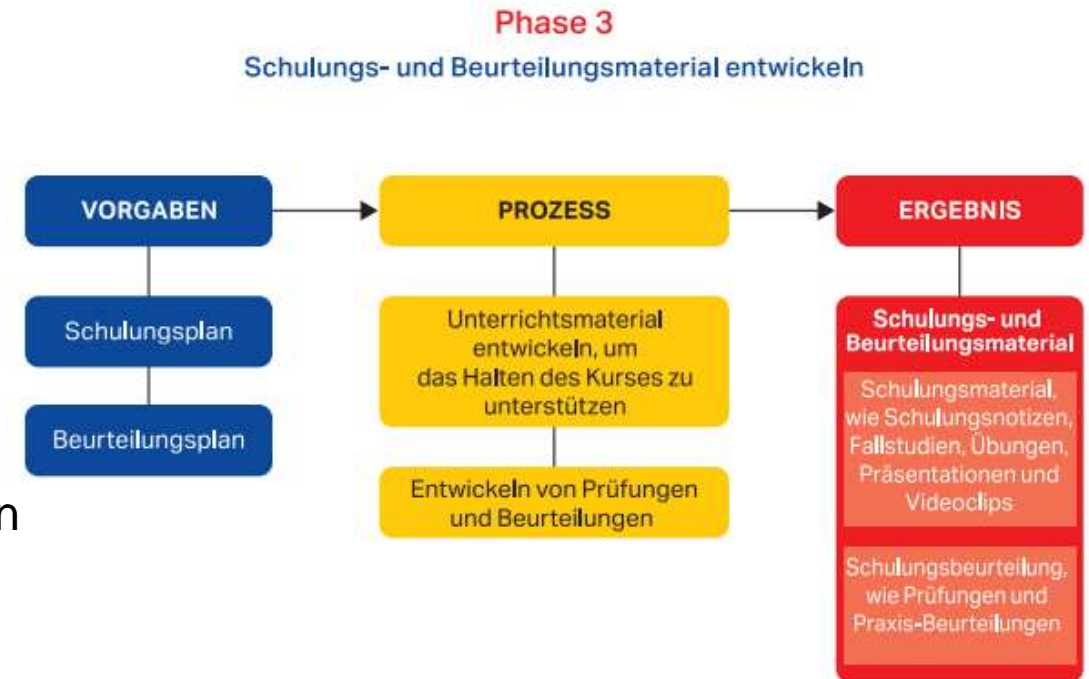 Phase 3
Schulungs- und Beurteilungsmaterial entwickeln
VORGABEN
Schulungsplan
Beurteilungsplan
n
PROZESS
Unterrichtsmaterial
entwickeln, um
das Halten des Kurses zu
unterstützen
Entwickeln von Prüfungen
und Beurteilungen
ERGEBNIS
Schulungs- und
Beurteilungsmaterial
Schulungsmaterial,
wie Schulungsnotizen,
Fallstudien, Übungen,
Präsentationen und
Videoclips
Schulungsbeurteilung,
wie Prüfungen und
Praxis-Beurteilungen